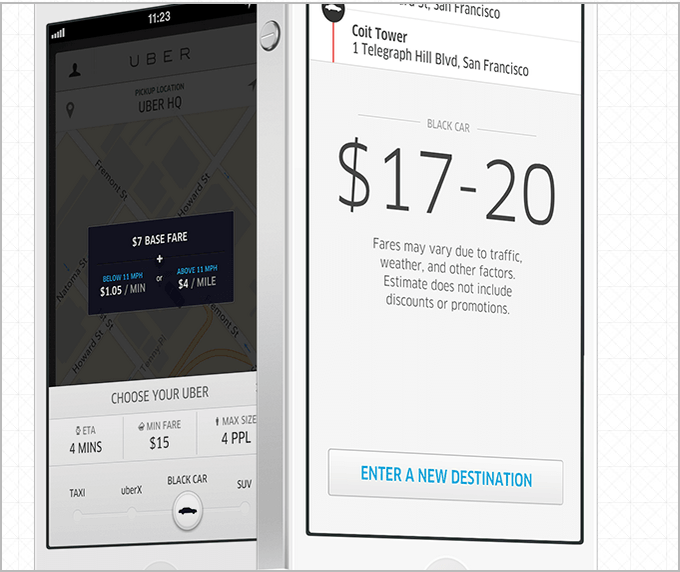 11:23
UBER
PICKUP LOCATION
UBER HQ
Fremont St
Howard St
$7 BASE FARE
+
BELOW 11 MPH
$1.05 / MIN
or
ABOVE 11 MPH
$4 / MILE
Natoma St
Howard St
Tanny Pl
CHOOSE YOUR UBER
ETA
4 MINS
MIN FARE
$15
MAX SIZE
4 PPL
TAXI
uberX
BLACK CAR
SUV
St, San Francisco
Coit Tower
1 Telegraph Hill Blvd, San Francisco
BLACK CAR
$17-20
Fares may vary due to traffic,
weather, and other factors.
Estimate does not include
discounts or promotions.
ENTER A NEW DESTINATION